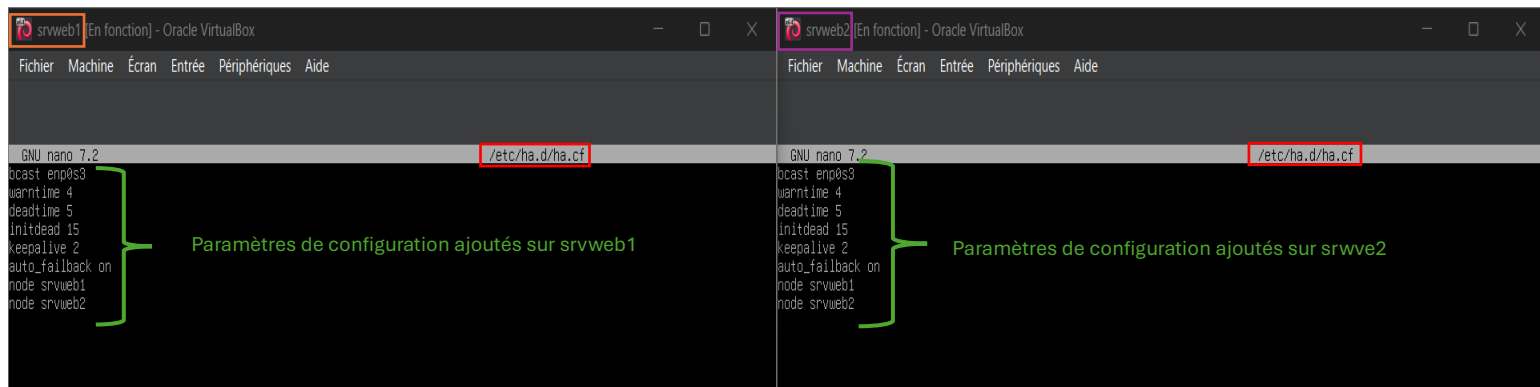 srvweb1 [En fonction] - Oracle VirtualBox
Fichier Machine Écran Entrée Périphériques Aide
GNU nano 7.2 /etc/ha.d/ha.cf
bcast enp0s3
warntime 4
deadtime 5
initdead 15
keepalive 2
auto_failback on
node srvweb1
node srvweb2
Paramètres de configuration ajoutés sur srvweb1
srvweb2 [En fonction] - Oracle VirtualBox
Fichier Machine Écran Entrée Périphériques Aide
GNU nano 7.2 /etc/ha.d/ha.cf
bcast enp0s3
warntime 4
deadtime 5
initdead 15
keepalive 2
auto_failback on
node srvweb1
node srvweb2
Paramètres de configuration ajoutés sur srwve2